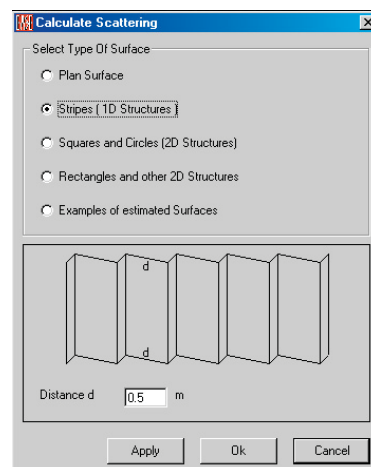 Calculate Scattering
Select Type Of Surface
Plan Surface
Stripes ( 1D Structures )
Squares and Circles (2D Structures)
Rectangles and other 2D Structures
Examples of estimated Surfaces
d
d
Distance d 0.5 m
Apply Ok Cancel